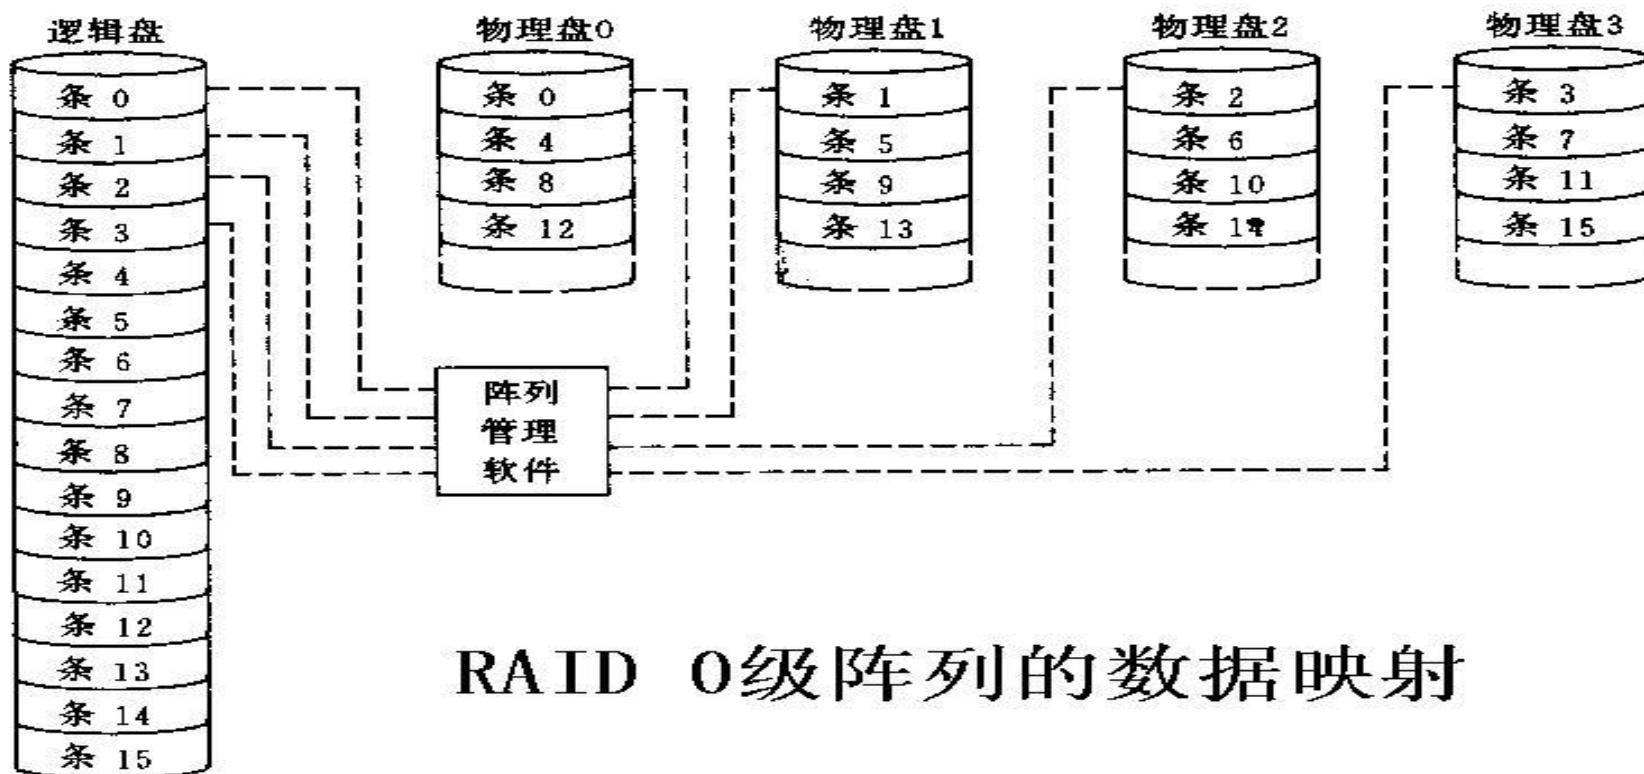 逻辑盘 物理盘0 物理盘1 物理盘2 物理盘3
条 0 条 0 条 1 条 2 条 3
条 1 条 4 条 5 条 6 条 7
条 2 条 8 条 9 条 10 条 11
条 3 条 12 条 13 条 14 条 15
条 4
条 5
条 6
条 7
条 8
条 9
条 10
条 11
条 12
条 13
条 14
条 15
阵列
管理
软件
RAID 0级阵列的数据映射